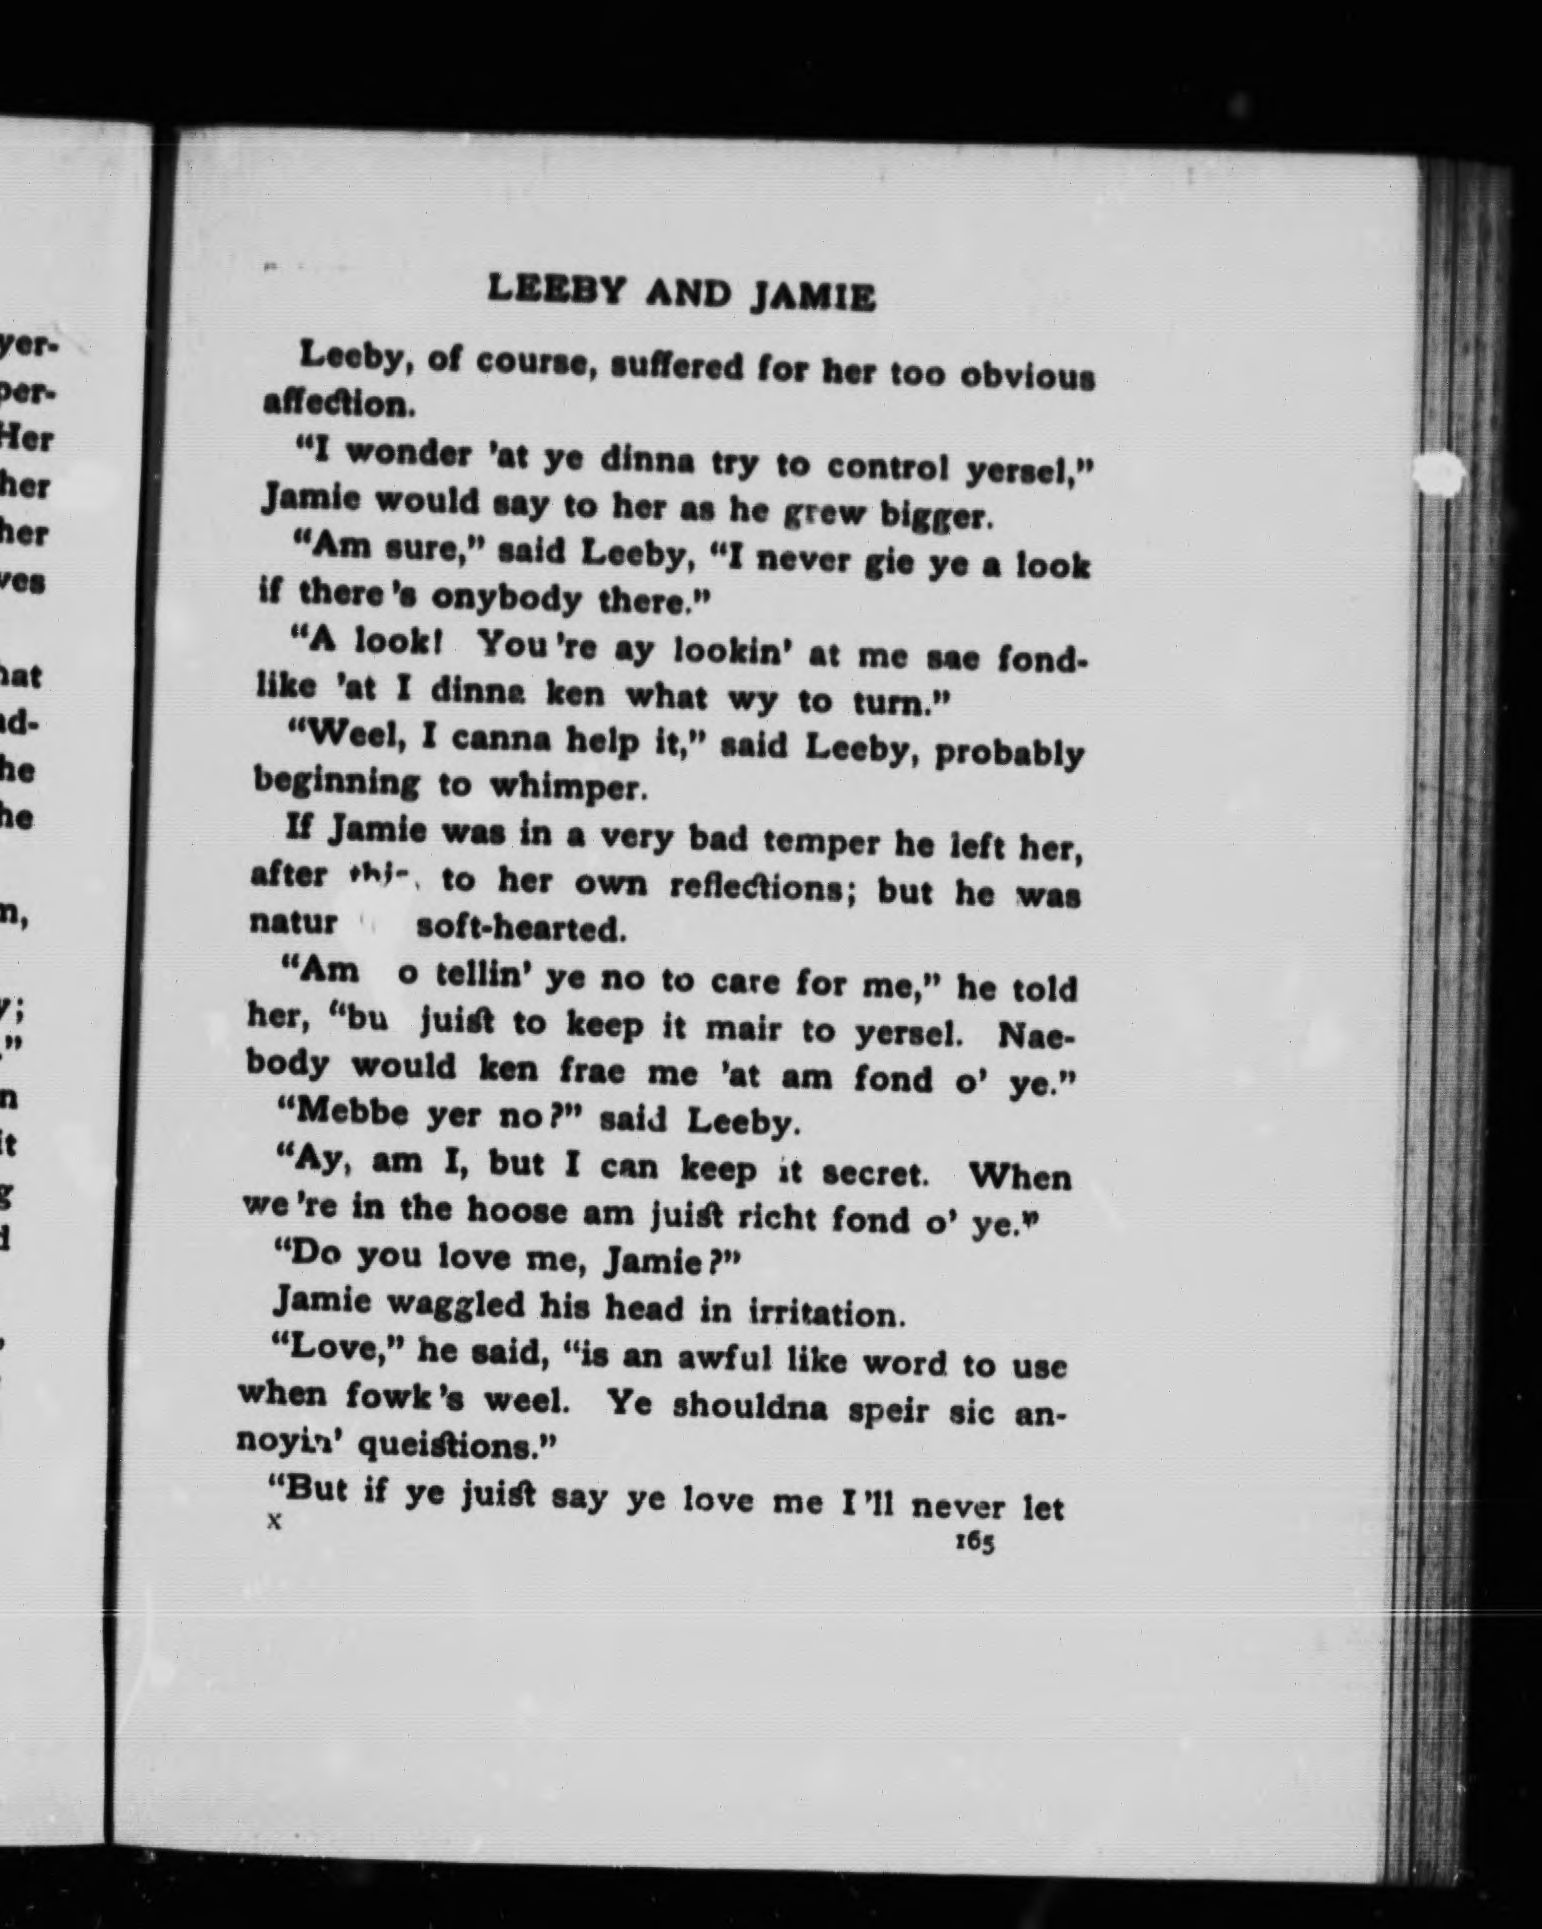 LEEBY AND JAMIE
Leeby, of course, suffered for her too obvious
affection.
“I wonder ’at ye dinna try to control yersel,”
Jamie would say to her as he grew bigger.
“Am sure,” said Leeby, “I never gie ye a look
if there’s onybody there.”
“A look! You’re ay lookin’ at me sae fond-
like ’at I dinna ken what wy to turn.”
“Weel, I canna help it,” said Leeby, probably
beginning to whimper.
If Jamie was in a very bad temper he left her,
after to her own reflections; but he was
natur soft-hearted.
“Am o tellin’ ye no to care for me,” he told
her, “bu juist to keep it mair to yersel. Nae-
body would ken frae me ’at am fond o’ ye.”
“Mebbe yer no?” said Leeby.
“Ay, am I, but I can keep it secret. When
we’re in the hoose am juist richt fond o’ ye.”
“Do you love me, Jamie?”
Jamie waggled his head in irritation.
“Love,” he said, “is an awful like word to use
when fowk’s weel. Ye shouldna speir sic an-
noyin’ queistions.”
“But if ye juist say ye love me I’ll never let
x
165